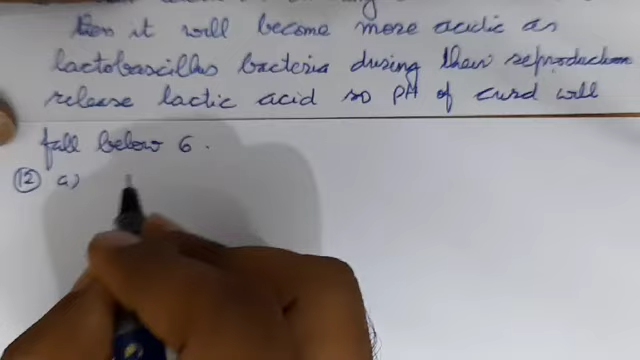 then it will become more acidic as
lactobascillus bacteria during their reproduction
release lactic acid so PH of curd will
fall below 6.
12 a)